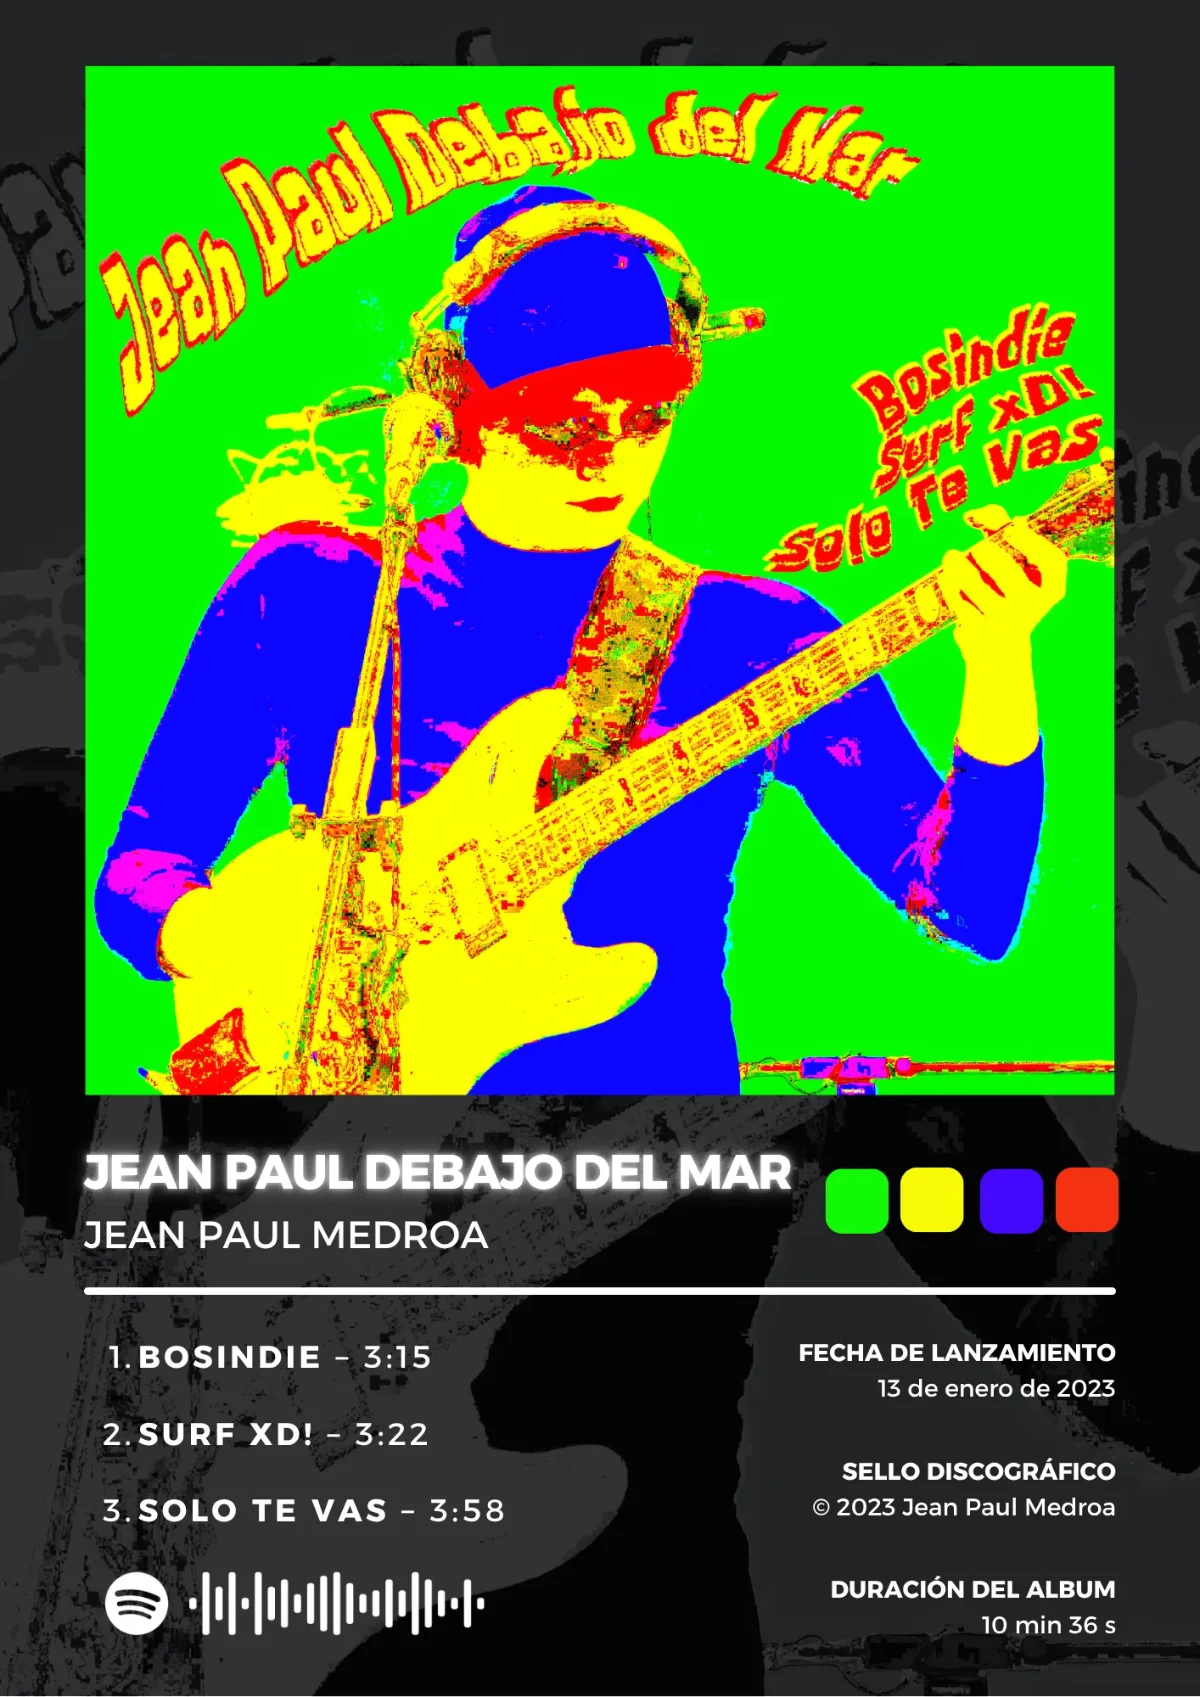 Jean Paul Debajo del Mar
Bosindie
Surf xD!
Solo Te Vas
JEAN PAUL DEBAJO DEL MAR
JEAN PAUL MEDROA
1. BOSINDIE – 3:15
2. SURF XD! – 3:22
3. SOLO TE VAS – 3:58
FECHA DE LANZAMIENTO
13 de enero de 2023
SELLO DISCOGRÁFICO
© 2023 Jean Paul Medroa
DURACIÓN DEL ALBUM
10 min 36 s